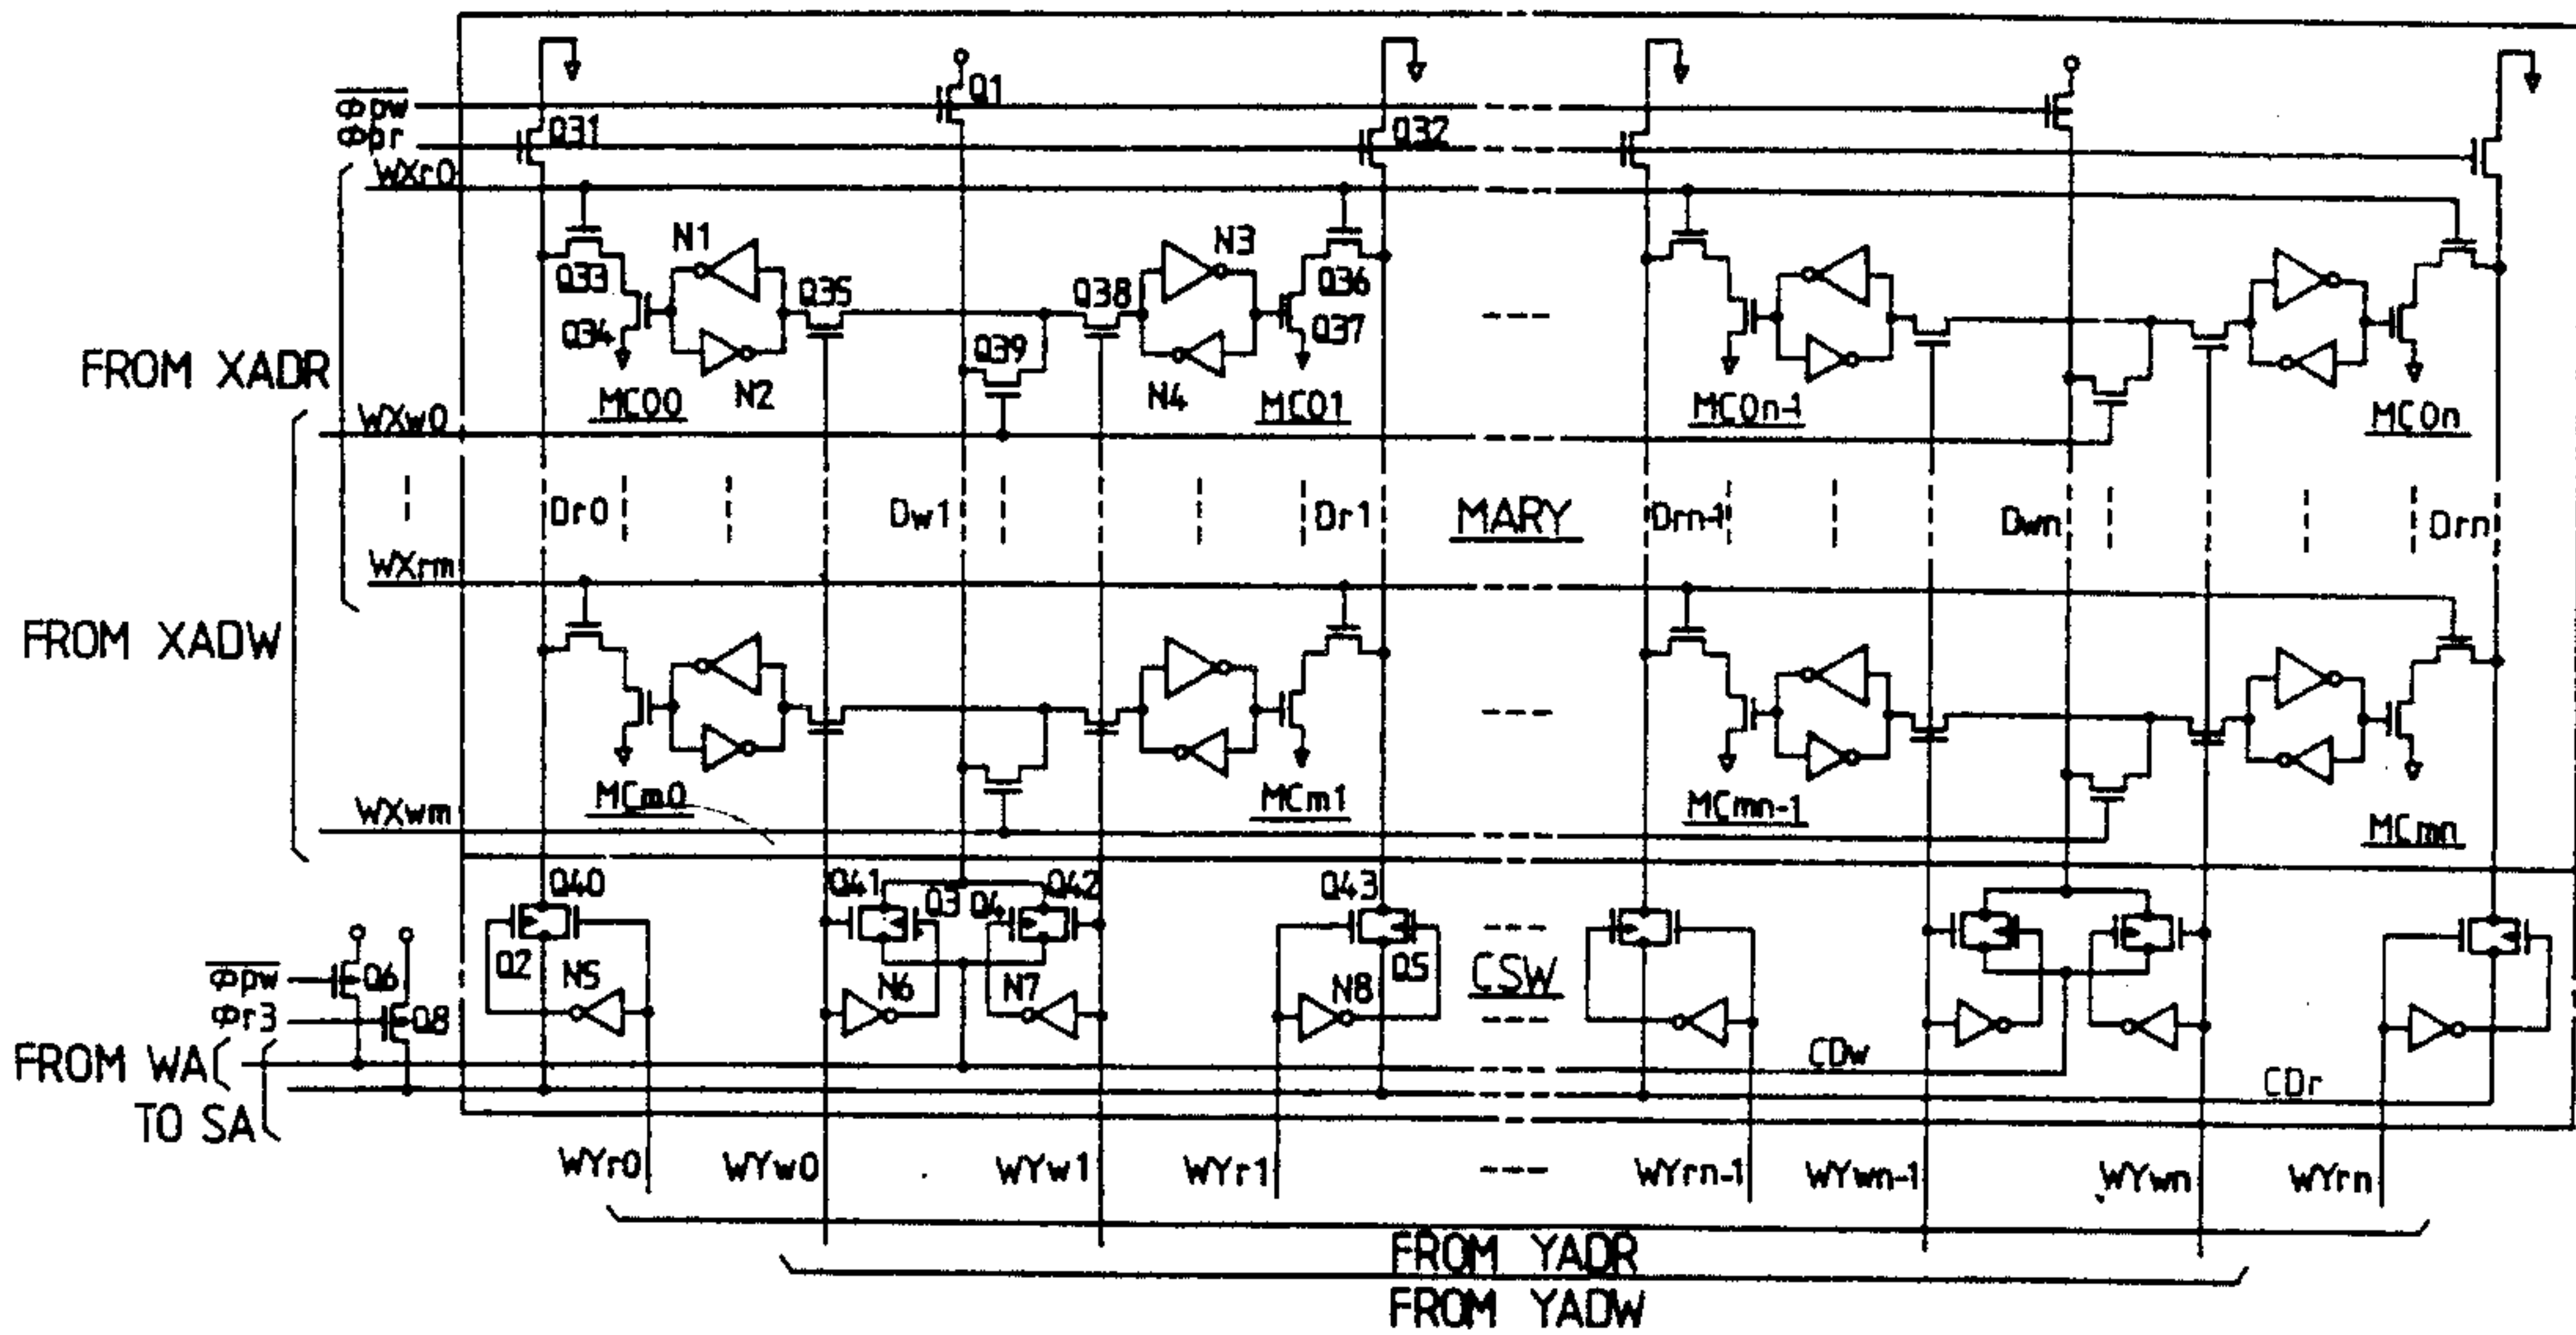 Φpw
Q1
Φpr
Q31
Q32
WXr0
N1
N3
Q33
Q35
Q38
Q36
Q34
Q37
Q39
FROM XADR
MC00
N2
N4
MC01
MC0n-1
MC0n
WXw0
Dr0
Dw1
Dr1
MARY
Drn-1
Dwn
Drn
WXrm
FROM XADW
MCm0
MCm1
MCmn-1
MCmn
WXwm
Q40
Q41
Q3
Q4
Q42
Q43
Φpw
Q6
Q2
N5
N6
N7
N8
Q5
CSW
Φr3
Q8
FROM WA
CDw
CDr
TO SA
WYr0
WYw0
WYw1
WYr1
WYrn-1
WYwn-1
WYwn
WYrn
FROM YADR
FROM YADW